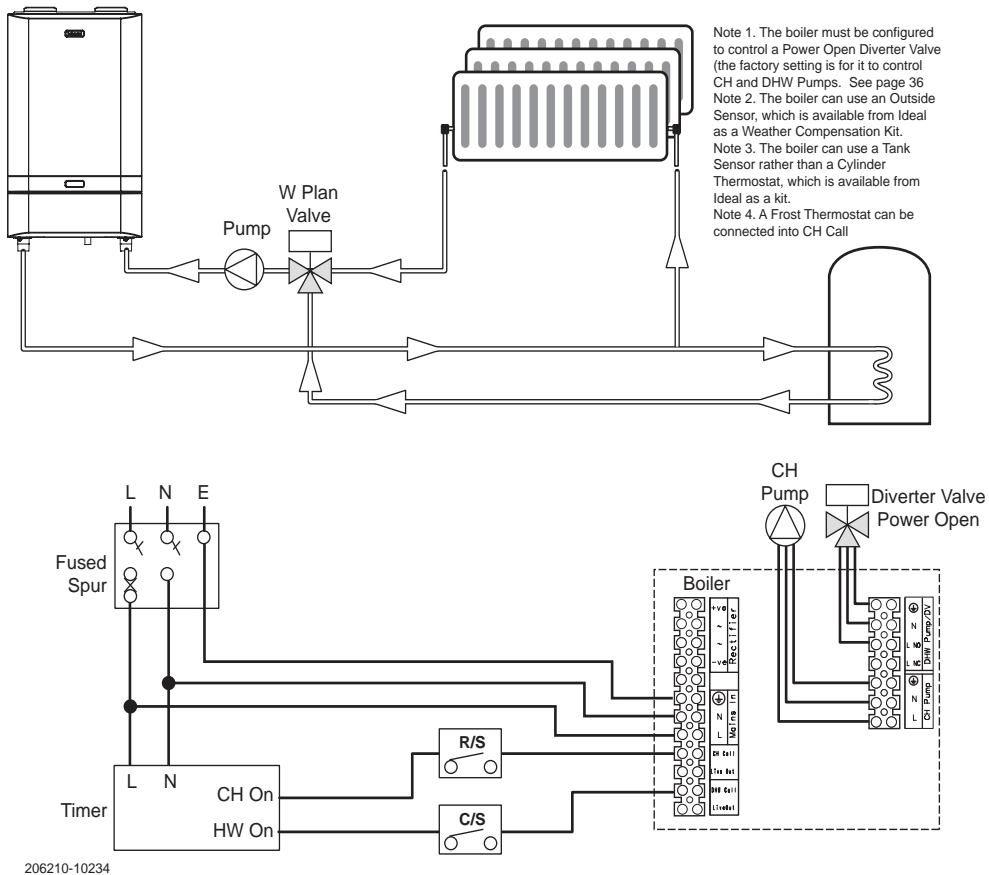 Note 1. The boiler must be configured
to control a Power Open Diverter Valve
(the factory setting is for it to control
CH and DHW Pumps. See page 36
Note 2. The boiler can use an Outside
Sensor, which is available from Ideal
as a Weather Compensation Kit.
Note 3. The boiler can use a Tank
Sensor rather than a Cylinder
Thermostat, which is available from
Ideal as a kit.
Note 4. A Frost Thermostat can be
connected into CH Call
W Plan
Valve
Pump
CH
Pump
Diverter Valve
Power Open
L N E
Fused
Spur
Boiler
+ve
~
~
-ve
Rectifier
N
L
Mains in
CH Call
Live Out
DHW Call
LiveOut
N
L NO
L NC
DHW Pump/DV
N
L
CH Pump
R/S
C/S
L N
Timer
CH On
HW On
206210-10234